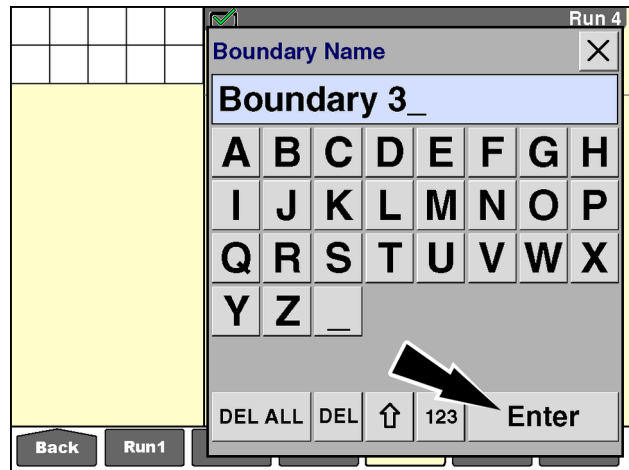 Run 4
Boundary Name
Boundary 3_
A B C D E F G H
I J K L M N O P
Q R S T U V W X
Y Z _
DEL ALL DEL 123 Enter
Back Run1